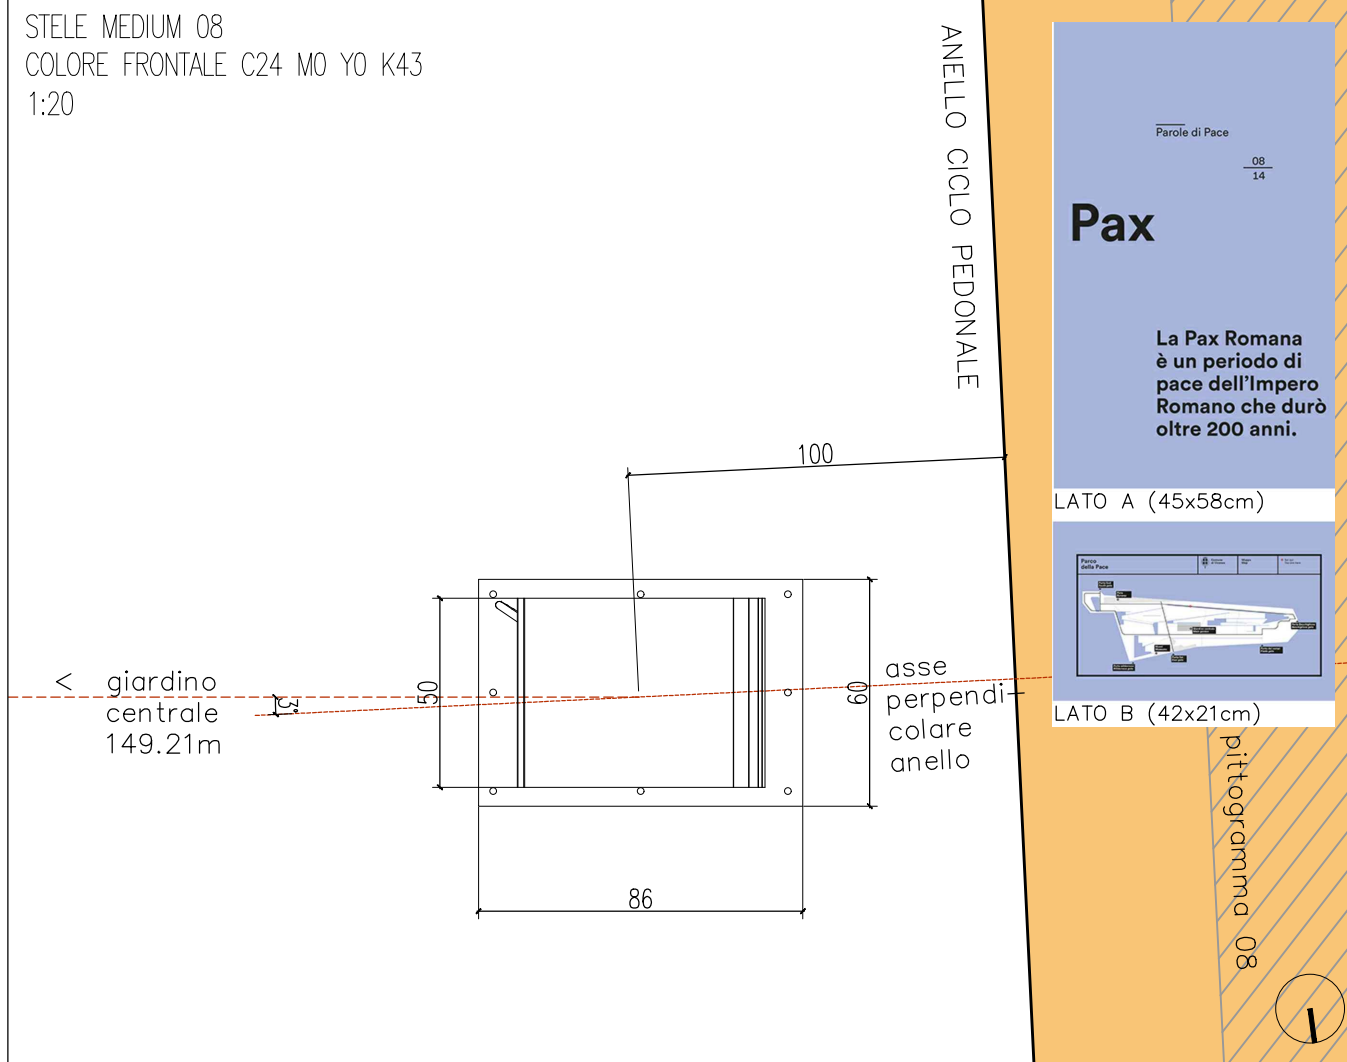 STELE MEDIUM 08
COLORE FRONTALE C24 M0 Y0 K43
1:20
ANELLO CICLO PEDONALE
Parole di Pace
08
14
Pax
La Pax Romana
è un periodo di
pace dell'Impero
Romano che durò
oltre 200 anni.
LATO A (45x58cm)
Parco
della Pace
LATO B (42x21cm)
100
50
60
86
3°
<
giardino
centrale
149.21m
asse
perpendi-
colare
anello
pittogramma 08